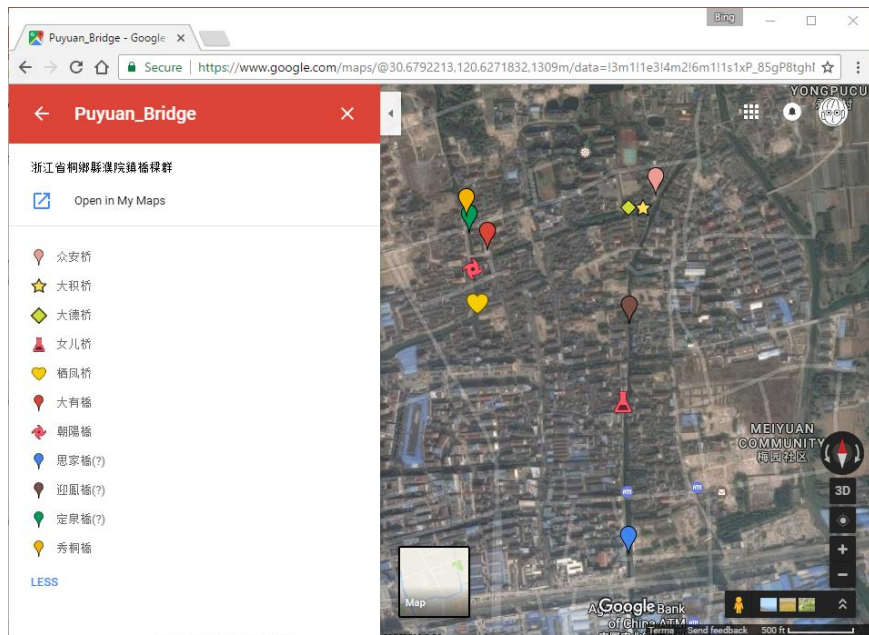 Bing
Puyuan_Bridge - Google
Secure
https://www.google.com/maps/@30.6792213,120.6271832,1309m/data=!3m1!1e3!4m2!6m1!1s1xP_85gP8tghf
Puyuan_Bridge
浙江省桐鄉縣濮院鎮橋樑群
Open in My Maps
众安桥
大积桥
大德桥
女儿桥
栖凤桥
大有橋
朝陽橋
思家橋(?)
迎鳳橋(?)
定泉橋(?)
秀桐橋
LESS
YONGPUCU
MEIYUAN
COMMUNITY
梅园社区
3D
Map
Google
Bank
of China ATM
Terms
Send feedback
500 ft